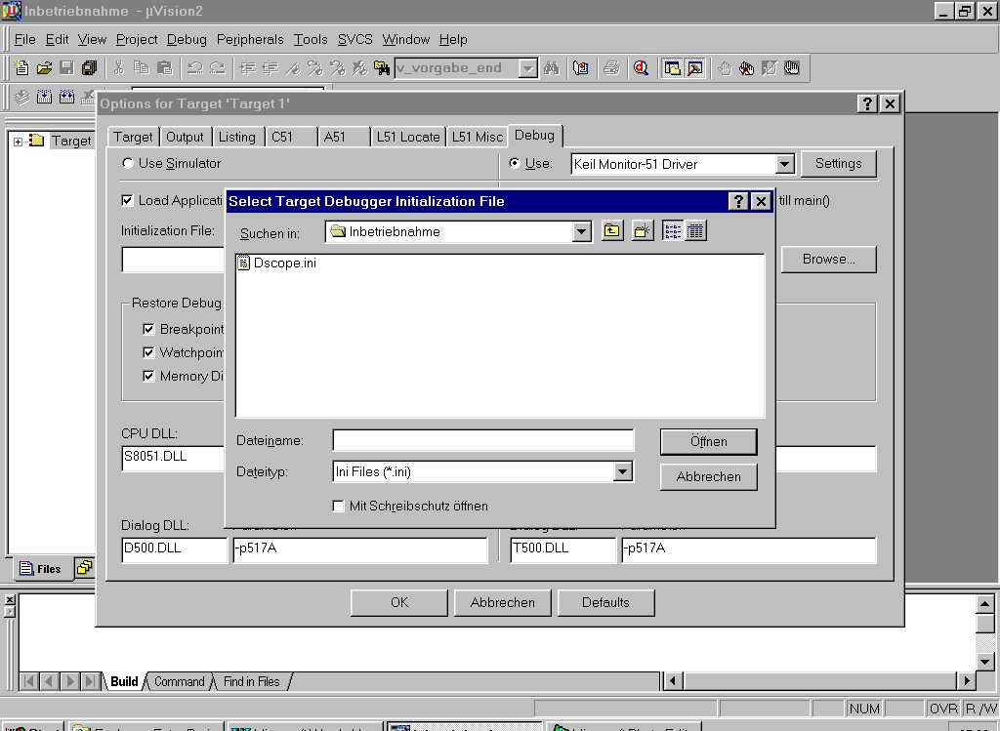 Inbetriebnahme - µVision2
File Edit View Project Debug Peripherals Tools SVCS Window Help
v_vorgabe_end
Options for Target 'Target 1'
Target Output Listing C51 A51 L51 Locate L51 Misc Debug
Target
Use Simulator
Use: Keil Monitor-51 Driver Settings
Load Applicati
till main()
Select Target Debugger Initialization File
Initialization File:
Suchen in: Inbetriebnahme
Browse...
Dscope.ini
Restore Debug
Breakpoint
Watchpoin
Memory Di
CPU DLL:
S8051.DLL
Dateiname:
Öffnen
Dateityp: Ini Files (*.ini)
Abbrechen
Mit Schreibschutz öffnen
Dialog DLL:
D500.DLL -p517A T500.DLL -p517A
Files
OK Abbrechen Defaults
Build Command Find in Files
NUM OVR R/W